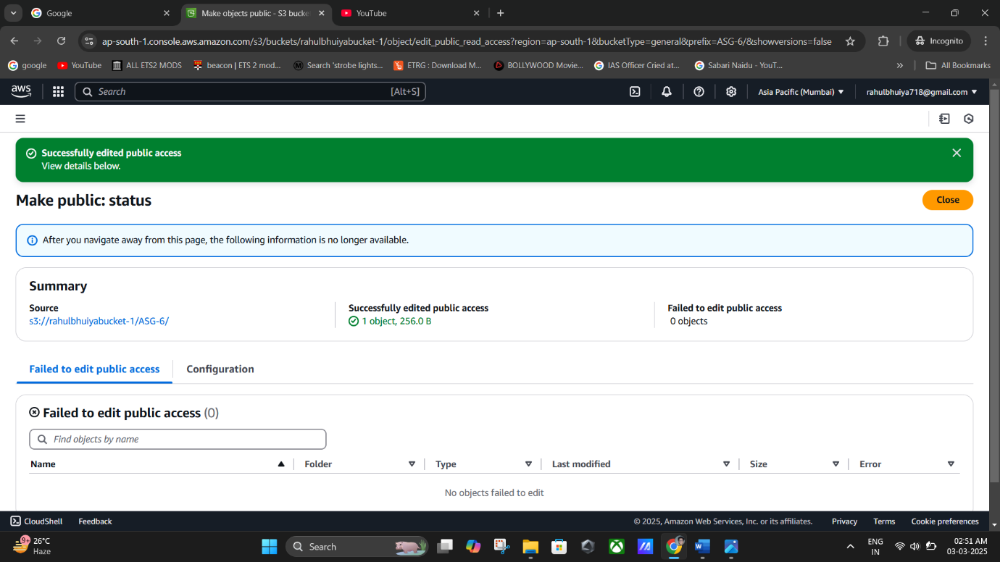 Google
Make objects public - S3 bucke
YouTube
ap-south-1.console.aws.amazon.com/s3/buckets/rahulbhuiyabucket-1/object/edit_public_read_access?region=ap-south-1&bucketType=general&prefix=ASG-6/&showversions=false
Incognito
google
YouTube
ALL ETS2 MODS
beacon | ETS 2 mod...
Search 'strobe lights...
ETRG : Download M...
BOLLYWOOD Movie...
IAS Officer Cried at...
Sabari Naidu - YouT...
»
All Bookmarks
aws
Search
[Alt+S]
Asia Pacific (Mumbai)
rahulbhuiya718@gmail.com
Successfully edited public access
View details below.
Make public: status
Close
After you navigate away from this page, the following information is no longer available.
Summary
Source
s3://rahulbhuiyabucket-1/ASG-6/
Successfully edited public access
1 object, 256.0 B
Failed to edit public access
0 objects
Failed to edit public access
Configuration
Failed to edit public access (0)
Find objects by name
Name
Folder
Type
Last modified
Size
Error
No objects failed to edit
CloudShell
Feedback
© 2025, Amazon Web Services, Inc. or its affiliates.
Privacy
Terms
Cookie preferences
9+
26°C
Haze
Search
ENG
IN
02:51 AM
03-03-2025